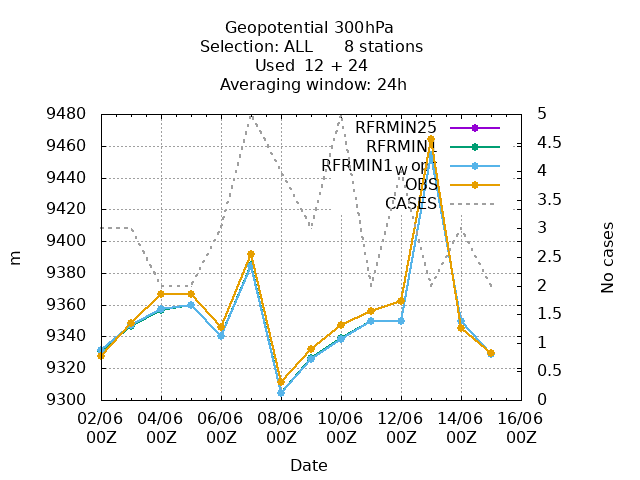 Geopotential 300hPa
Selection: ALL 8 stations
Used 12 + 24
Averaging window: 24h
RFRMIN25
RFRMIN1
RFRMIN1w opr
OBS
CASES
9480
9460
9440
9420
9400
9380
9360
9340
9320
9300
m
5
4.5
4
3.5
3
2.5
2
1.5
1
0.5
0
No cases
02/06 04/06 06/06 08/06 10/06 12/06 14/06 16/06
00Z 00Z 00Z 00Z 00Z 00Z 00Z 00Z
Date